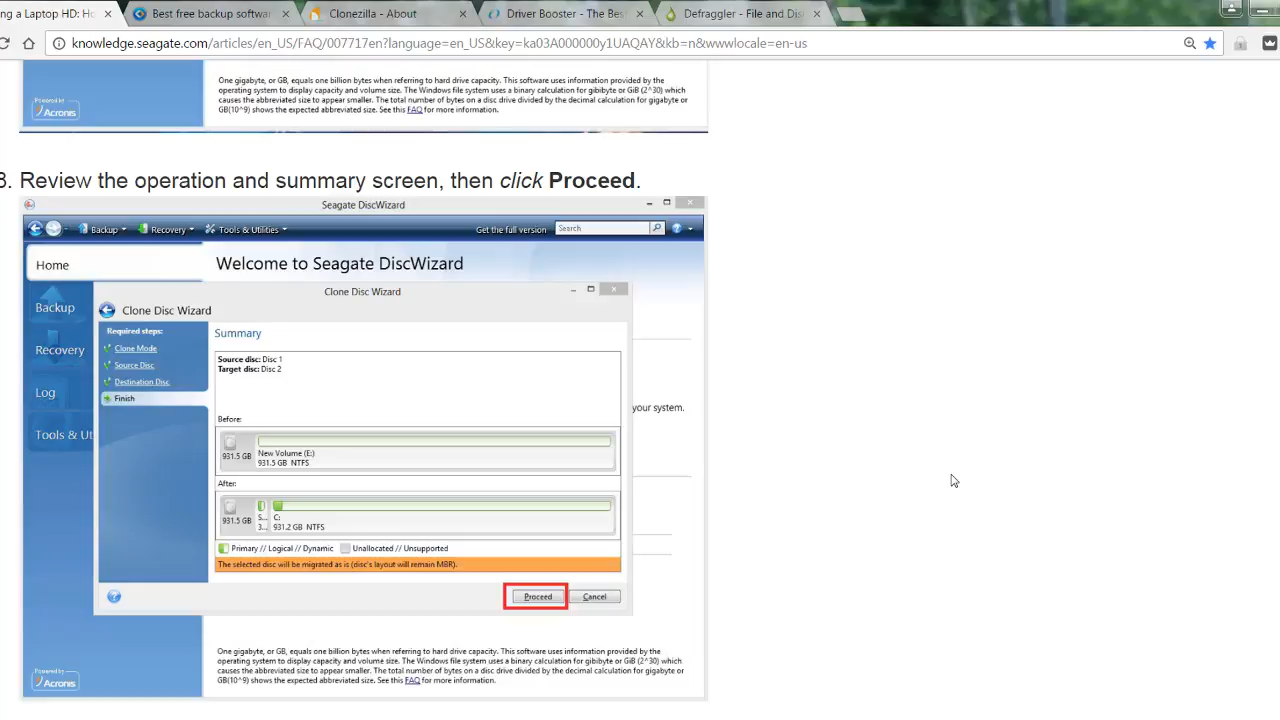 ng a Laptop HD: Ho
Best free backup softwa
Clonezilla - About
Driver Booster - The Bes
Defraggler - File and Dis
knowledge.seagate.com/articles/en_US/FAQ/007717en?language=en_US&key=ka03A000000y1UAQAY&kb=n&wwwlocale=en-us
One gigabyte, or GB, equals one billion bytes when referring to hard drive capacity. This software uses information provided by the
operating system to display capacity and volume size. The Windows file system uses a binary calculation for gibibyte or GiB (2^30) which
causes the abbreviated size to appear smaller. The total number of bytes on a disc drive divided by the decimal calculation for gigabyte or
GB(10^9) shows the expected abbreviated size. See this FAQ for more information.
Powered by
Acronis
8. Review the operation and summary screen, then click Proceed.
Seagate DiscWizard
Backup Recovery Tools & Utilities Get the full version Search
Home
Welcome to Seagate DiscWizard
Clone Disc Wizard
Backup
Clone Disc Wizard
Required steps:
Summary
Recovery
Clone Mode
Source disc: Disc 1
Source Disc
Target disc: Disc 2
Destination Disc
Log
Finish
your system.
Before:
Tools & Ut
New Volume (E:)
931.5 GB
931.5 GB NTFS
After:
S... C:
931.5 GB
3... 931.2 GB NTFS
Primary // Logical // Dynamic Unallocated // Unsupported
The selected disc will be migrated as is (disc's layout will remain MBR).
Proceed Cancel
One gigabyte, or GB, equals one billion bytes when referring to hard drive capacity. This software uses information provided by the
operating system to display capacity and volume size. The Windows file system uses a binary calculation for gibibyte or GiB (2^30) which
causes the abbreviated size to appear smaller. The total number of bytes on a disc drive divided by the decimal calculation for gigabyte or
GB(10^9) shows the expected abbreviated size. See this FAQ for more information.
Powered by
Acronis